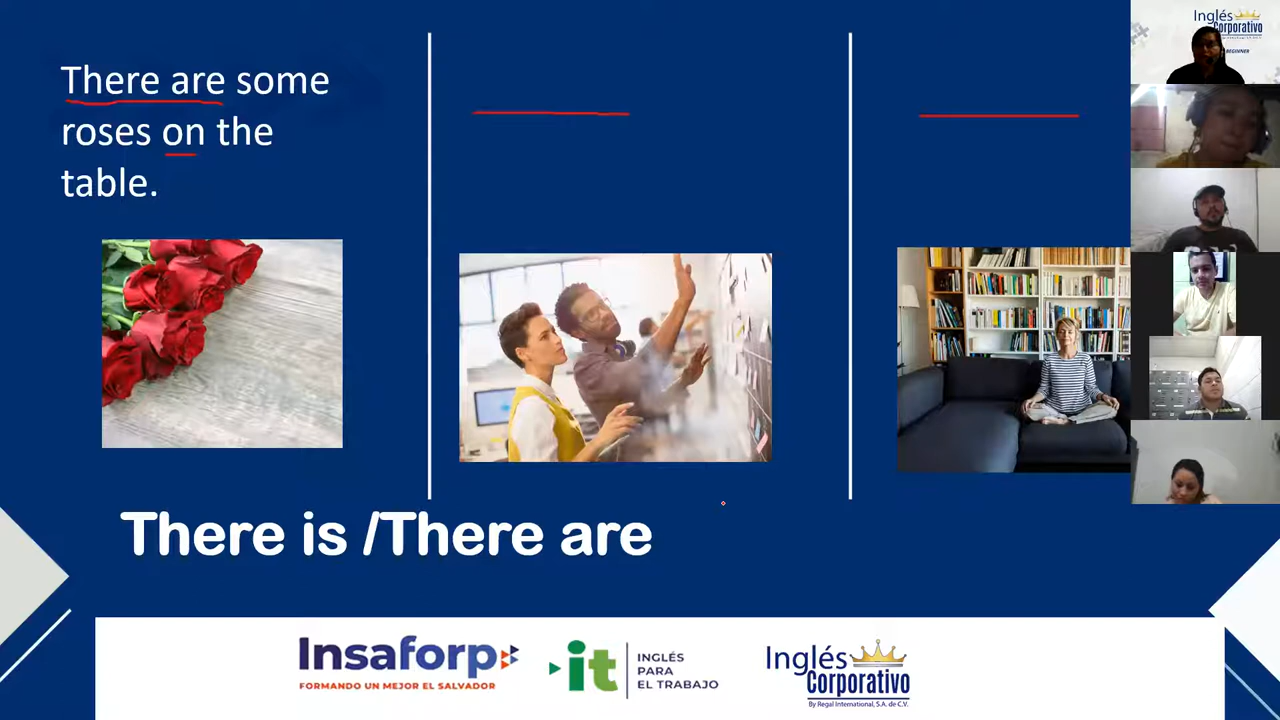 There are some
roses on the
table.
There is /There are
Insaforp
FORMANDO UN MEJOR EL SALVADOR
it
INGLÉS
PARA
EL TRABAJO
Inglés
Corporativo
By Regal International, S.A. de C.V.
Inglés
Corporativo
BEGINNER